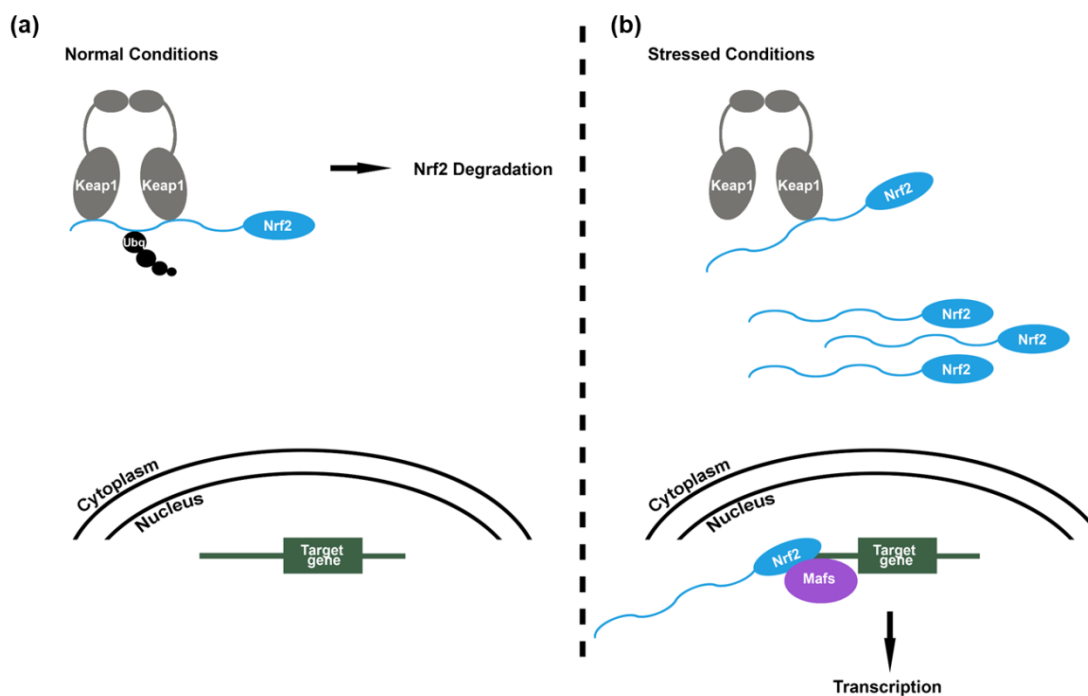 (a)
Normal Conditions
Keap1
Keap1
Nrf2 Degradation
Nrf2
Ubq
Cytoplasm
Nucleus
Target
gene
(b)
Stressed Conditions
Keap1
Keap1
Nrf2
Nrf2
Nrf2
Nrf2
Cytoplasm
Nucleus
Nrf2
Target
gene
Mafs
Transcription